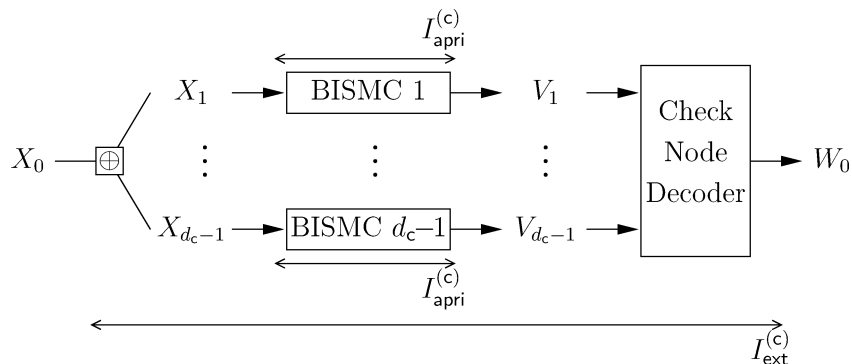 I_apri^(c)
X_1 BISMC 1 V_1
X_0 ⊕ ⋮ ⋮ ⋮ Check Node Decoder W_0
X_{d_c−1} BISMC d_c–1 V_{d_c−1}
I_apri^(c)
I_ext^(c)